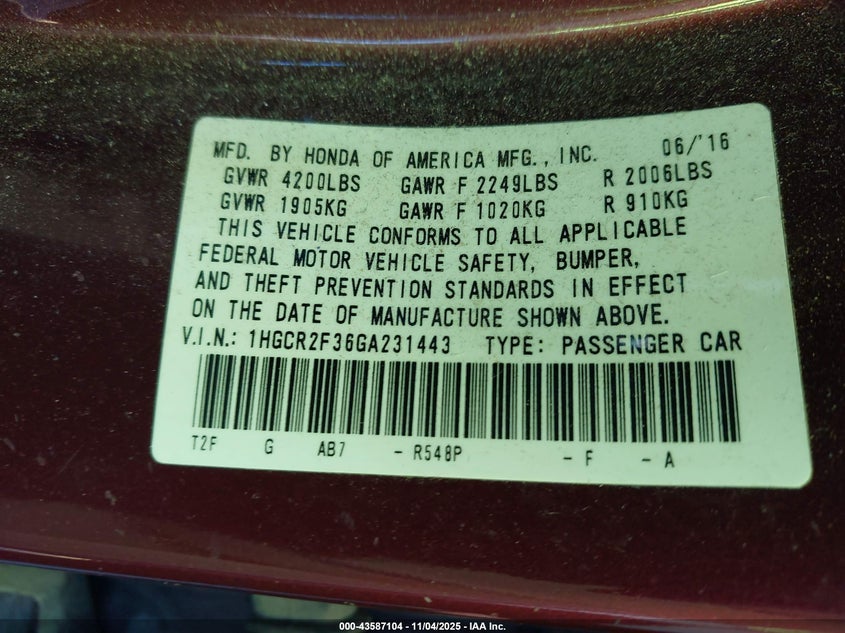 MFD. BY HONDA OF AMERICA MFG., INC. 06/'16
GVWR 4200LBS GAWR F 2249LBS R 2006LBS
GVWR 1905KG GAWR F 1020KG R 910KG
THIS VEHICLE CONFORMS TO ALL APPLICABLE
FEDERAL MOTOR VEHICLE SAFETY, BUMPER,
AND THEFT PREVENTION STANDARDS IN EFFECT
ON THE DATE OF MANUFACTURE SHOWN ABOVE.
V.I.N.: 1HGCR2F36GA231443 TYPE: PASSENGER CAR
T2F G AB7 - R548P - F - A
000-43587104 - 11/04/2025 - IAA Inc.